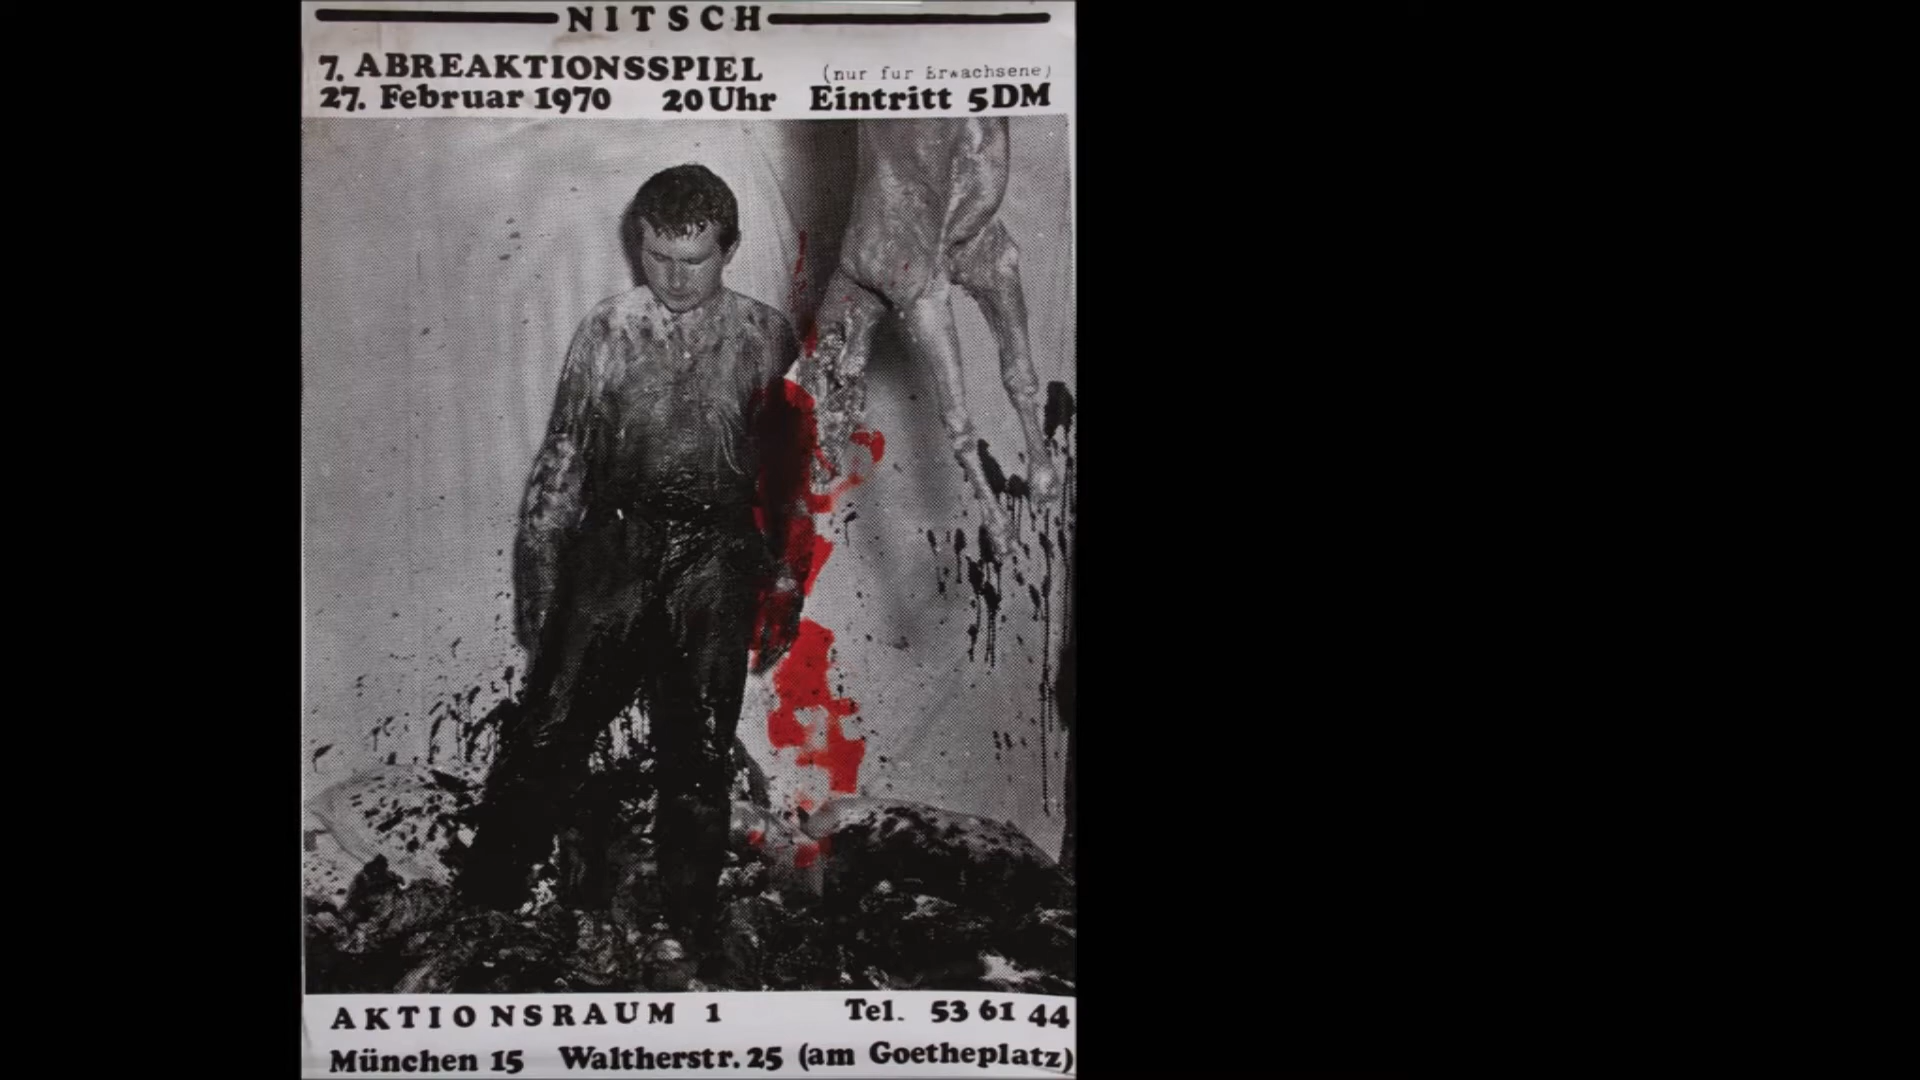 NITSCH
7. ABREAKTIONSSPIEL (nur fur Erwachsene)
27. Februar 1970 20 Uhr Eintritt 5DM
AKTIONSRAUM 1 Tel. 53 61 44
München 15 Waltherstr. 25 (am Goetheplatz)